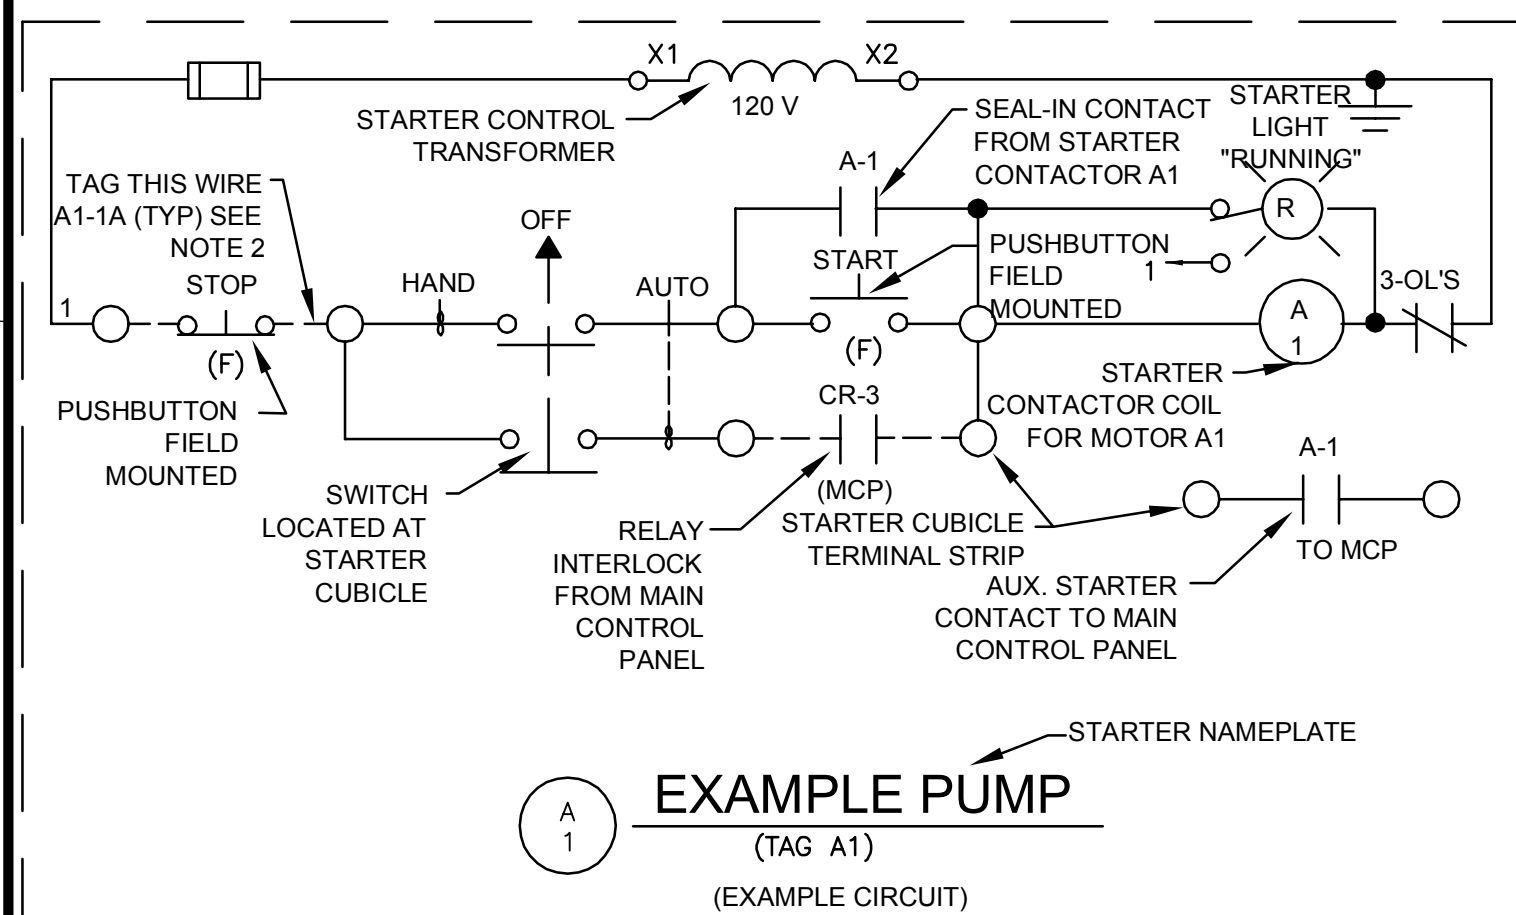 X1
X2
120 V
STARTER CONTROL
TRANSFORMER
SEAL-IN CONTACT
FROM STARTER
CONTACTOR A1
STARTER
LIGHT
"RUNNING"
A-1
TAG THIS WIRE
A1-1A (TYP) SEE
NOTE 2
OFF
R
STOP
HAND
AUTO
START
PUSHBUTTON
FIELD
MOUNTED
1
3-OL'S
1
A
1
(F)
(F)
PUSHBUTTON
FIELD
MOUNTED
CR-3
STARTER
CONTACTOR COIL
FOR MOTOR A1
A-1
SWITCH
LOCATED AT
STARTER
CUBICLE
(MCP)
RELAY
INTERLOCK
FROM MAIN
CONTROL
PANEL
STARTER CUBICLE
TERMINAL STRIP
TO MCP
AUX. STARTER
CONTACT TO MAIN
CONTROL PANEL
STARTER NAMEPLATE
A
1
EXAMPLE PUMP
(TAG A1)
(EXAMPLE CIRCUIT)